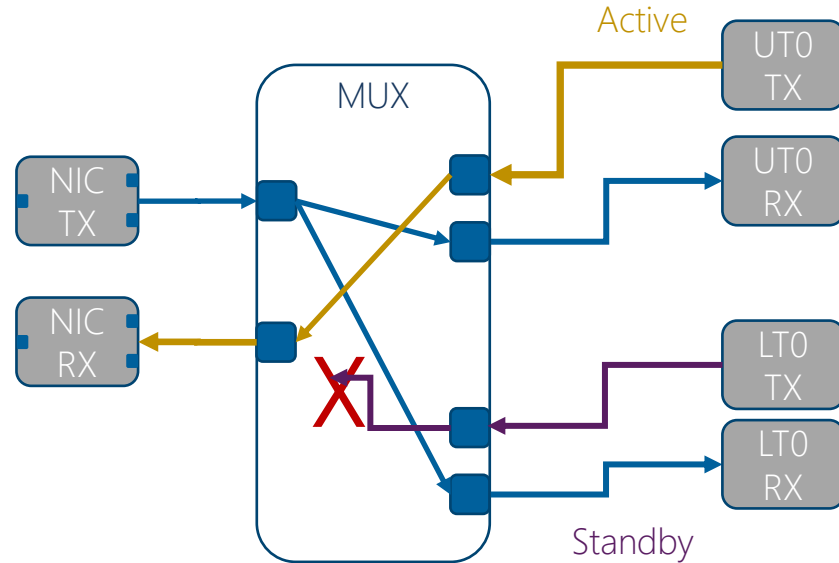 Active
UT0
TX
MUX
NIC
TX
UT0
RX
NIC
RX
LT0
TX
LT0
RX
Standby